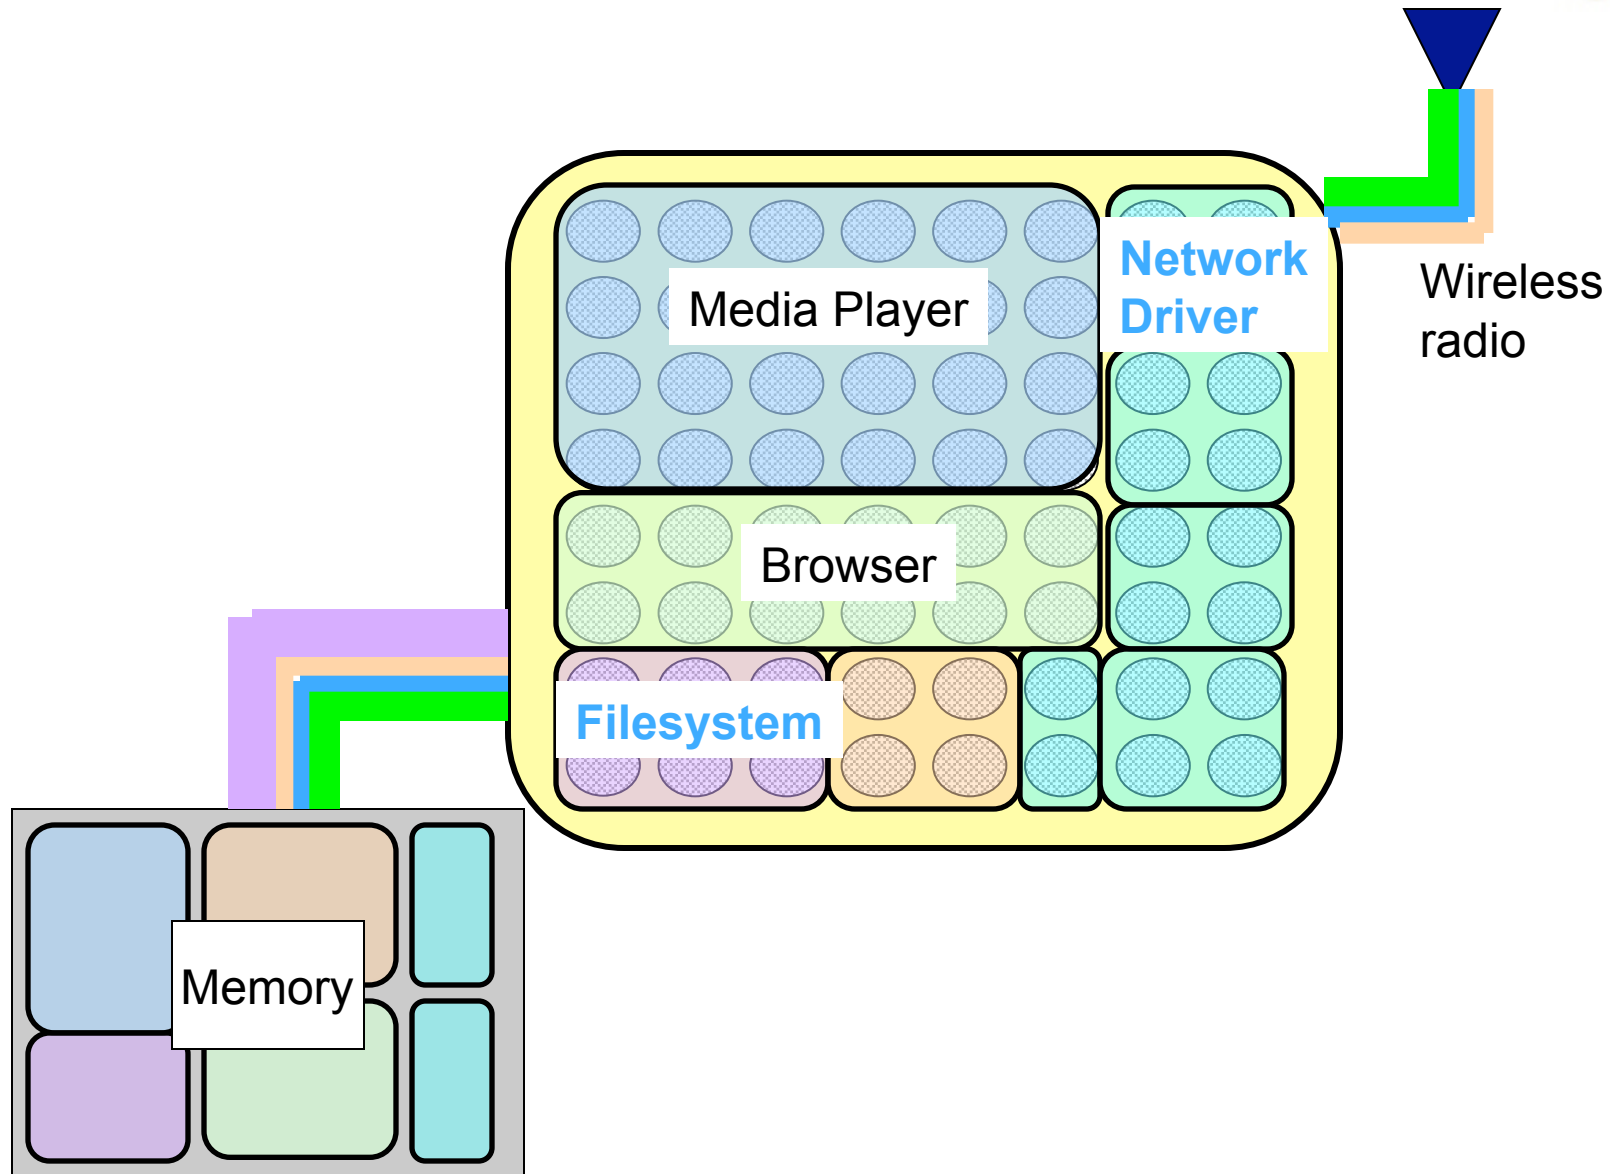 Network
Driver
Media Player
Wireless
radio
Browser
Filesystem
Memory